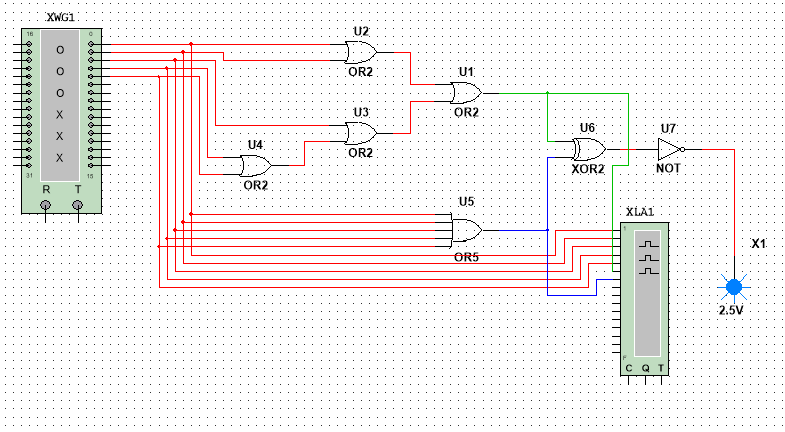 XWG1
16
0
O
O
O
X
X
X
31
15
R
T
U2
OR2
U1
OR2
U3
OR2
U4
OR2
U6
XOR2
U7
NOT
U5
OR5
XLA1
1
F
C
Q
T
X1
2.5V